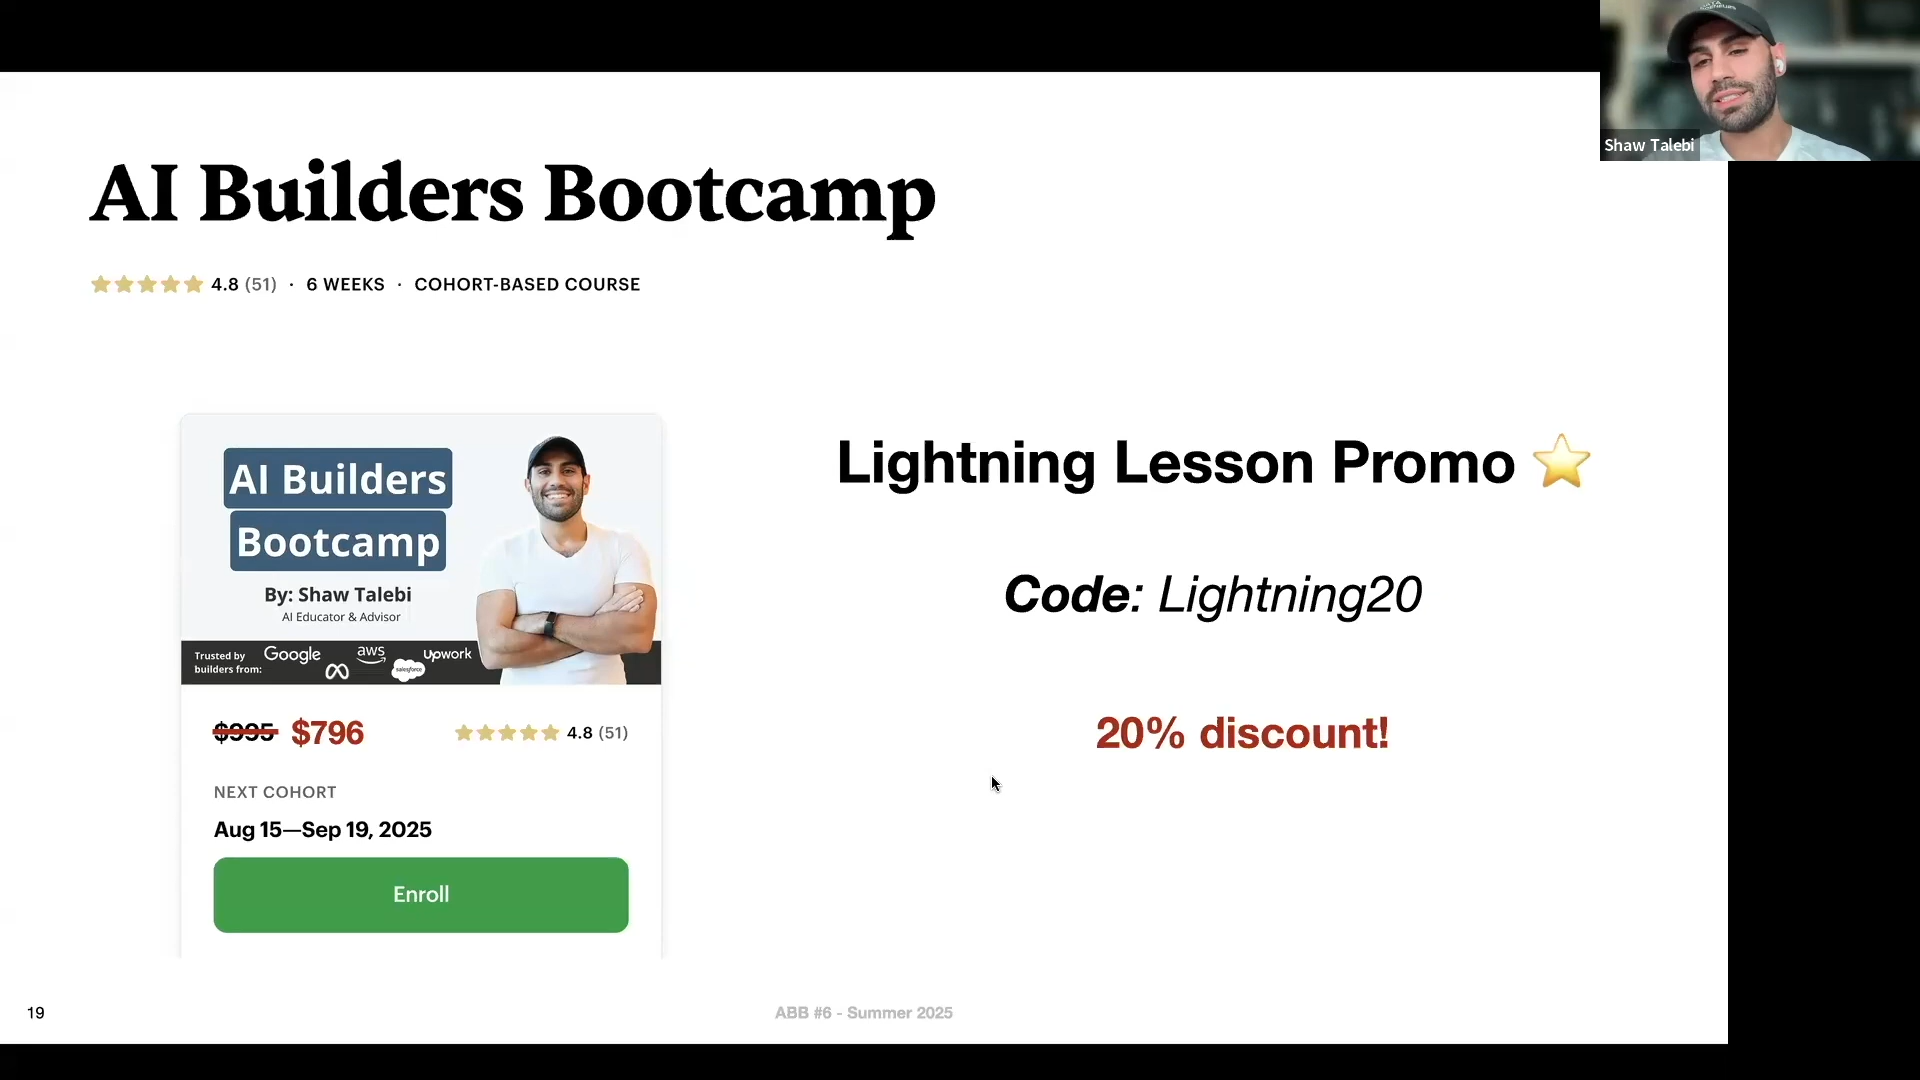 Shaw Talebi
AI Builders Bootcamp
4.8 (51) · 6 WEEKS · COHORT-BASED COURSE
AI Builders
Bootcamp
By: Shaw Talebi
AI Educator & Advisor
Trusted by
builders from:
Google
aws
salesforce
upwork
$995 $796
4.8 (51)
NEXT COHORT
Aug 15—Sep 19, 2025
Enroll
Lightning Lesson Promo
Code: Lightning20
20% discount!
19
ABB #6 - Summer 2025